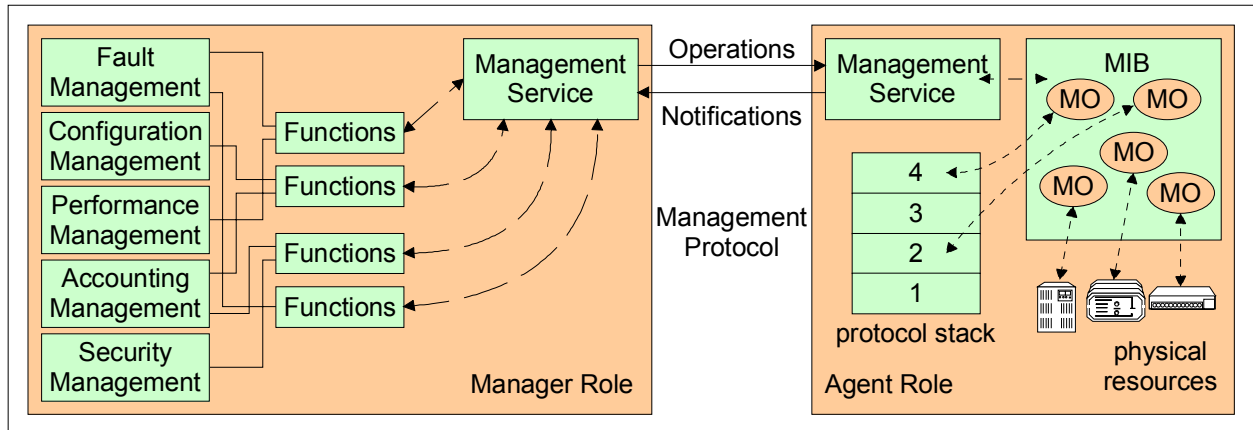 Fault
Management
Configuration
Management
Performance
Management
Accounting
Management
Security
Management
Functions
Functions
Functions
Functions
Management
Service
Manager Role
Operations
Notifications
Management
Protocol
Management
Service
MIB
MO
MO
MO
MO
MO
4
3
2
1
protocol stack
physical
resources
Agent Role